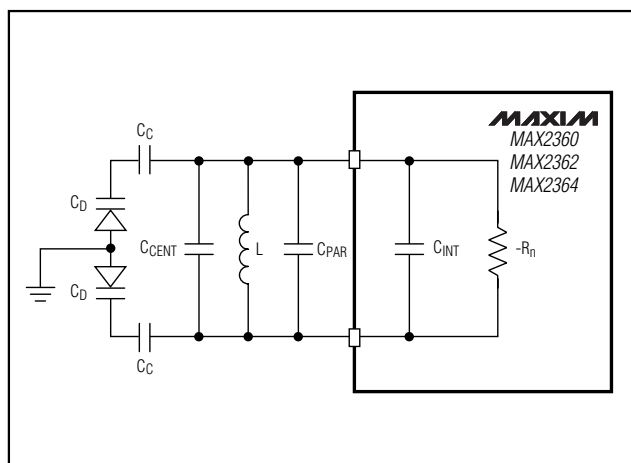 MAXIM
MAX2360
MAX2362
MAX2364
CC
CD
CCENT
L
CPAR
CINT
-Rn
CD
CC